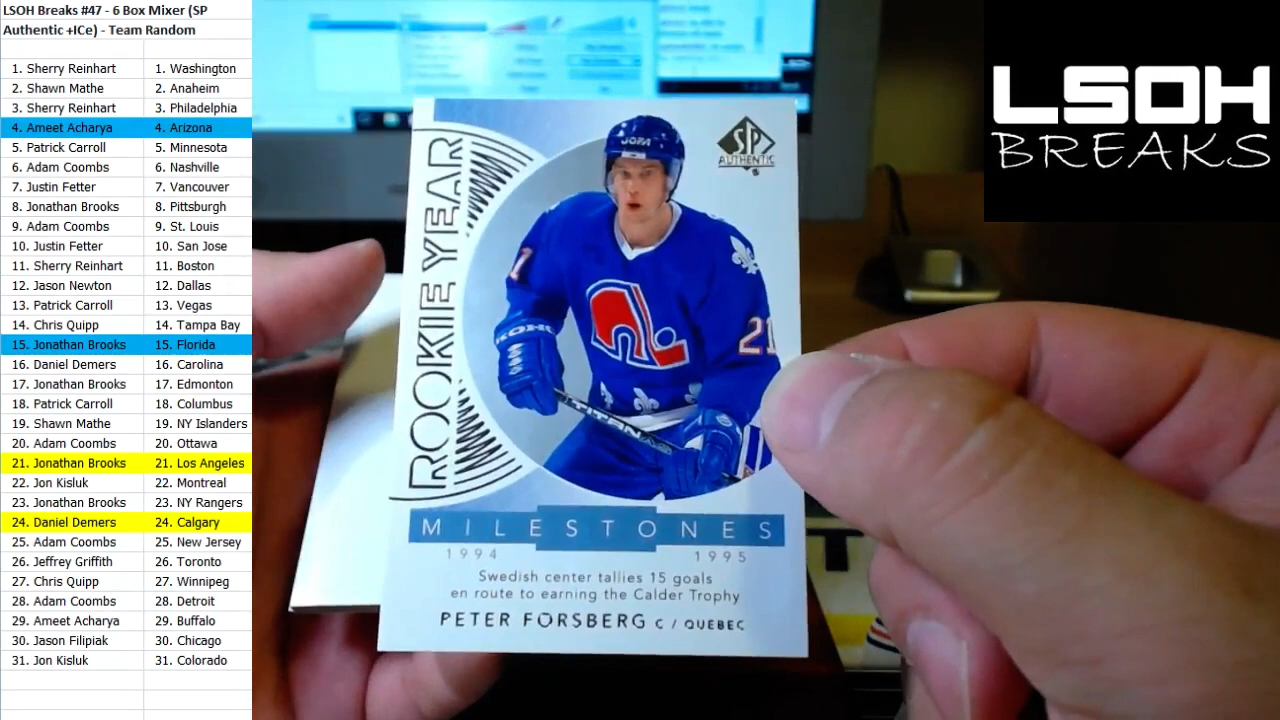 LSOH Breaks #47 - 6 Box Mixer (SP
Authentic +ICe) - Team Random
1. Sherry Reinhart 1. Washington
2. Shawn Mathe 2. Anaheim
3. Sherry Reinhart 3. Philadelphia
4. Ameet Acharya 4. Arizona
5. Patrick Carroll 5. Minnesota
6. Adam Coombs 6. Nashville
7. Justin Fetter 7. Vancouver
8. Jonathan Brooks 8. Pittsburgh
9. Adam Coombs 9. St. Louis
10. Justin Fetter 10. San Jose
11. Sherry Reinhart 11. Boston
12. Jason Newton 12. Dallas
13. Patrick Carroll 13. Vegas
14. Chris Quipp 14. Tampa Bay
15. Jonathan Brooks 15. Florida
16. Daniel Demers 16. Carolina
17. Jonathan Brooks 17. Edmonton
18. Patrick Carroll 18. Columbus
19. Shawn Mathe 19. NY Islanders
20. Adam Coombs 20. Ottawa
21. Jonathan Brooks 21. Los Angeles
22. Jon Kisluk 22. Montreal
23. Jonathan Brooks 23. NY Rangers
24. Daniel Demers 24. Calgary
25. Adam Coombs 25. New Jersey
26. Jeffrey Griffith 26. Toronto
27. Chris Quipp 27. Winnipeg
28. Adam Coombs 28. Detroit
29. Ameet Acharya 29. Buffalo
30. Jason Filipiak 30. Chicago
31. Jon Kisluk 31. Colorado
LSOH
BREAKS
SP
AUTHENTIC
JOFA
ROOKIE YEAR
21
KOHO
TITAN
MILESTONES
1994 1995
Swedish center tallies 15 goals
en route to earning the Calder Trophy
PETER FORSBERG C / QUEBEC